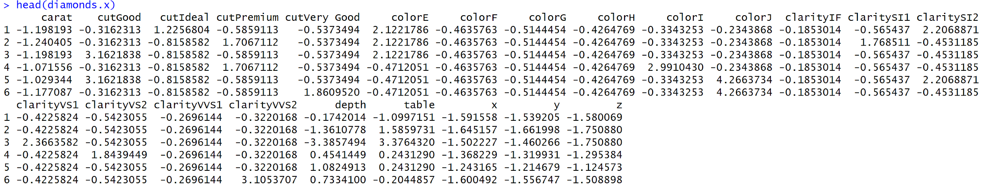 > head(diamonds.x)
carat cutGood cutIdeal cutPremium cutVery Good colorE colorF colorG colorH colorI colorJ clarityIF claritySI1 claritySI2
1 -1.198193 -0.3162313 1.2256804 -0.5859113 -0.5373494 2.1221786 -0.4635763 -0.5144454 -0.4264769 -0.3343253 -0.2343868 -0.1853014 -0.565437 2.2068871
2 -1.240405 -0.3162313 -0.8158582 1.7067112 -0.5373494 2.1221786 -0.4635763 -0.5144454 -0.4264769 -0.3343253 -0.2343868 -0.1853014 1.768511 -0.4531185
3 -1.198193 3.1621838 -0.8158582 -0.5859113 -0.5373494 2.1221786 -0.4635763 -0.5144454 -0.4264769 -0.3343253 -0.2343868 -0.1853014 -0.565437 -0.4531185
4 -1.071556 -0.3162313 -0.8158582 1.7067112 -0.5373494 -0.4712051 -0.4635763 -0.5144454 -0.4264769 2.9910430 -0.2343868 -0.1853014 -0.565437 -0.4531185
5 -1.029344 3.1621838 -0.8158582 -0.5859113 -0.5373494 -0.4712051 -0.4635763 -0.5144454 -0.4264769 -0.3343253 4.2663734 -0.1853014 -0.565437 2.2068871
6 -1.177087 -0.3162313 -0.8158582 -0.5859113 1.8609520 -0.4712051 -0.4635763 -0.5144454 -0.4264769 -0.3343253 4.2663734 -0.1853014 -0.565437 -0.4531185
clarityVS1 clarityVS2 clarityVVS1 clarityVVS2 depth table x y z
1 -0.4225824 -0.5423055 -0.2696144 -0.3220168 -0.1742014 -1.0997151 -1.591558 -1.539205 -1.580069
2 -0.4225824 -0.5423055 -0.2696144 -0.3220168 -1.3610778 1.5859731 -1.645157 -1.661998 -1.750880
3 2.3663582 -0.5423055 -0.2696144 -0.3220168 -3.3857494 3.3764320 -1.502227 -1.460266 -1.750880
4 -0.4225824 1.8439449 -0.2696144 -0.3220168 0.4541449 0.2431290 -1.368229 -1.319931 -1.295384
5 -0.4225824 -0.5423055 -0.2696144 -0.3220168 1.0824913 0.2431290 -1.243165 -1.214679 -1.124573
6 -0.4225824 -0.5423055 -0.2696144 3.1053707 0.7334100 -0.2044857 -1.600492 -1.556747 -1.508898